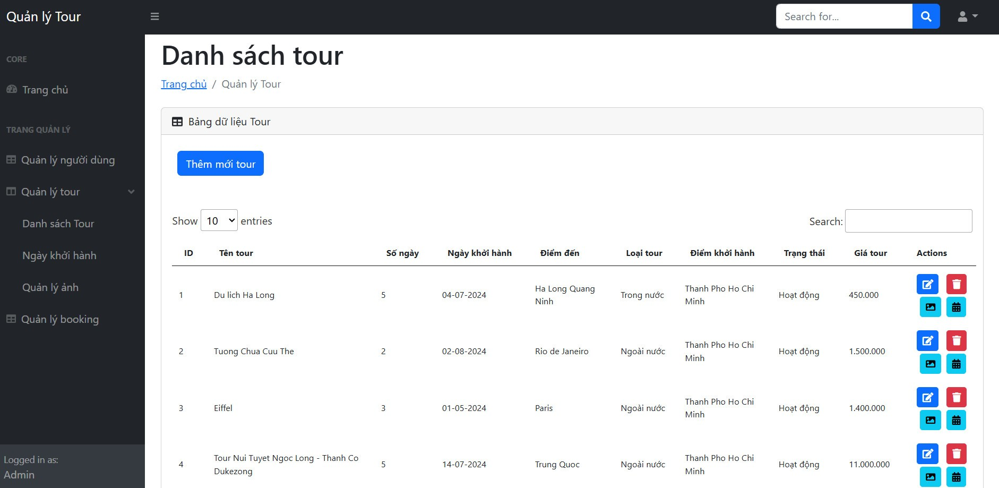 Quản lý Tour
Search for...
CORE
Trang chủ
TRANG QUẢN LÝ
Quản lý người dùng
Quản lý tour
Danh sách Tour
Ngày khởi hành
Quản lý ảnh
Quản lý booking
Logged in as:
Admin
Danh sách tour
Trang chủ / Quản lý Tour
Bảng dữ liệu Tour
Thêm mới tour
Show 10 entries
Search:
ID Tên tour Số ngày Ngày khởi hành Điểm đến Loại tour Điểm khởi hành Trạng thái Giá tour Actions
1 Du lich Ha Long 5 04-07-2024 Ha Long Quang Ninh Trong nước Thanh Pho Ho Chi Minh Hoạt động 450.000
2 Tuong Chua Cuu The 2 02-08-2024 Rio de Janeiro Ngoài nước Thanh Pho Ho Chi Minh Hoạt động 1.500.000
3 Eiffel 3 01-05-2024 Paris Ngoài nước Thanh Pho Ho Chi Minh Hoạt động 1.400.000
4 Tour Nui Tuyet Ngoc Long - Thanh Co Dukezong 5 14-07-2024 Trung Quoc Ngoài nước Thanh Pho Ho Chi Minh Hoạt động 11.000.000